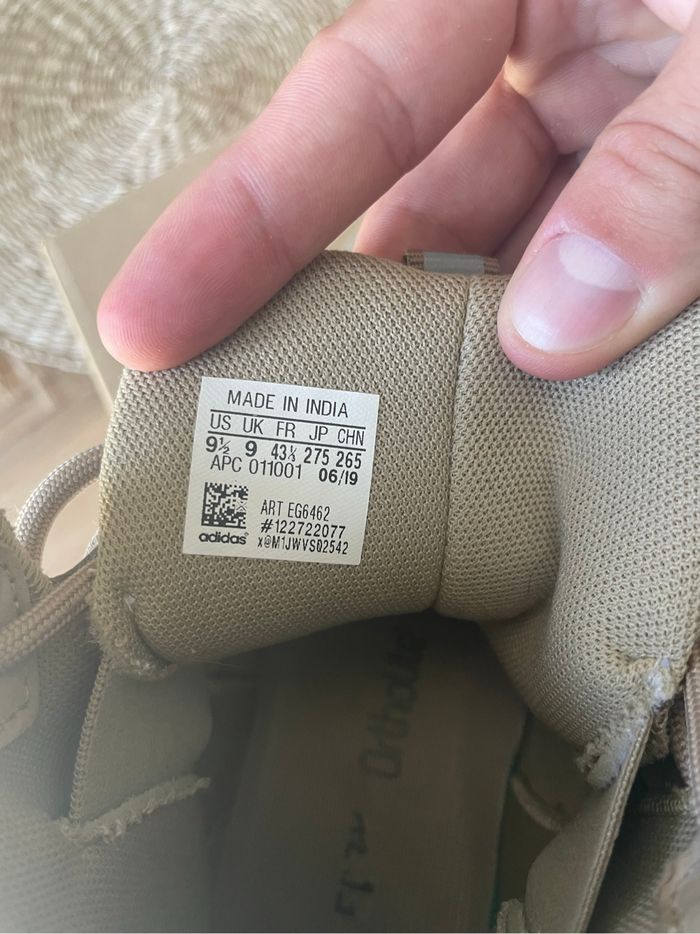 MADE IN INDIA
US UK FR JP CHN
9½ 9 43⅓ 275 265
APC 011001 06/19
ART EG6462
#122722077
adidas® x@M1JWVS02542